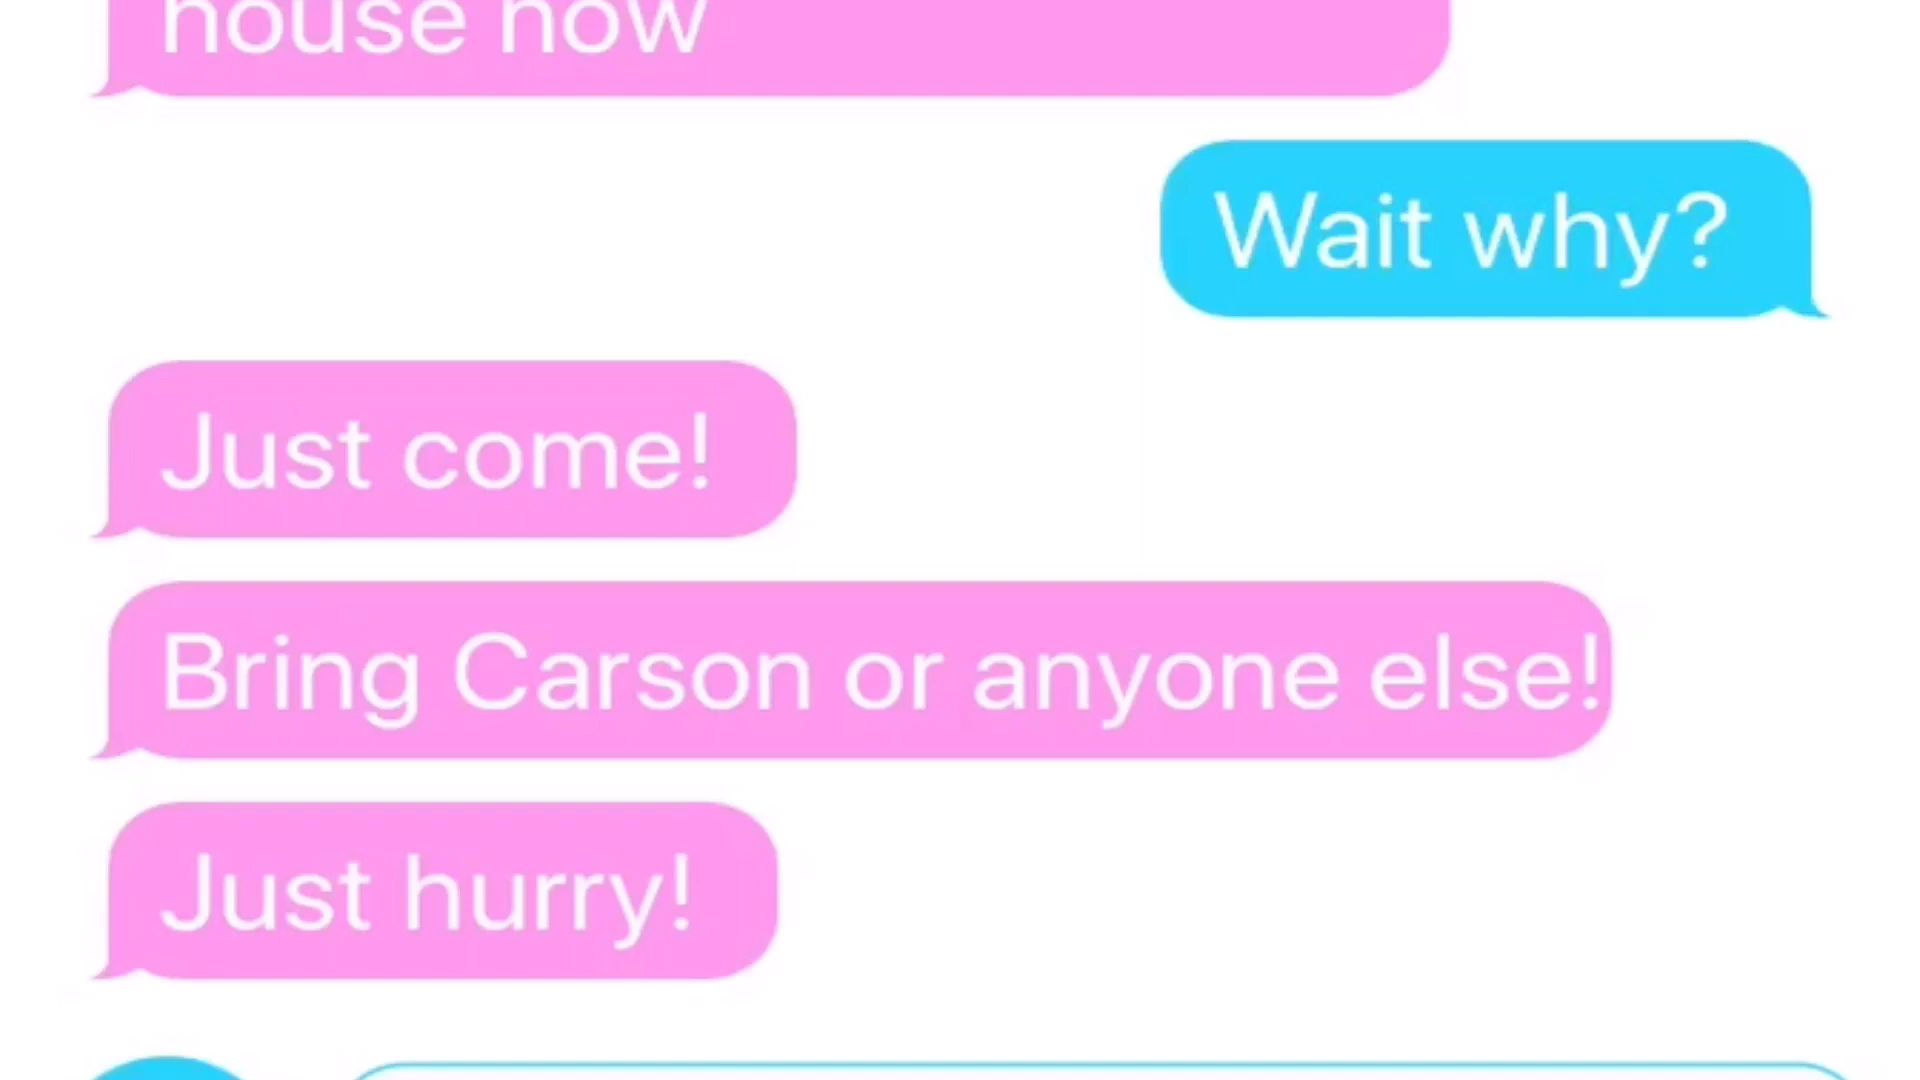 house now
Wait why?
Just come!
Bring Carson or anyone else!
Just hurry!